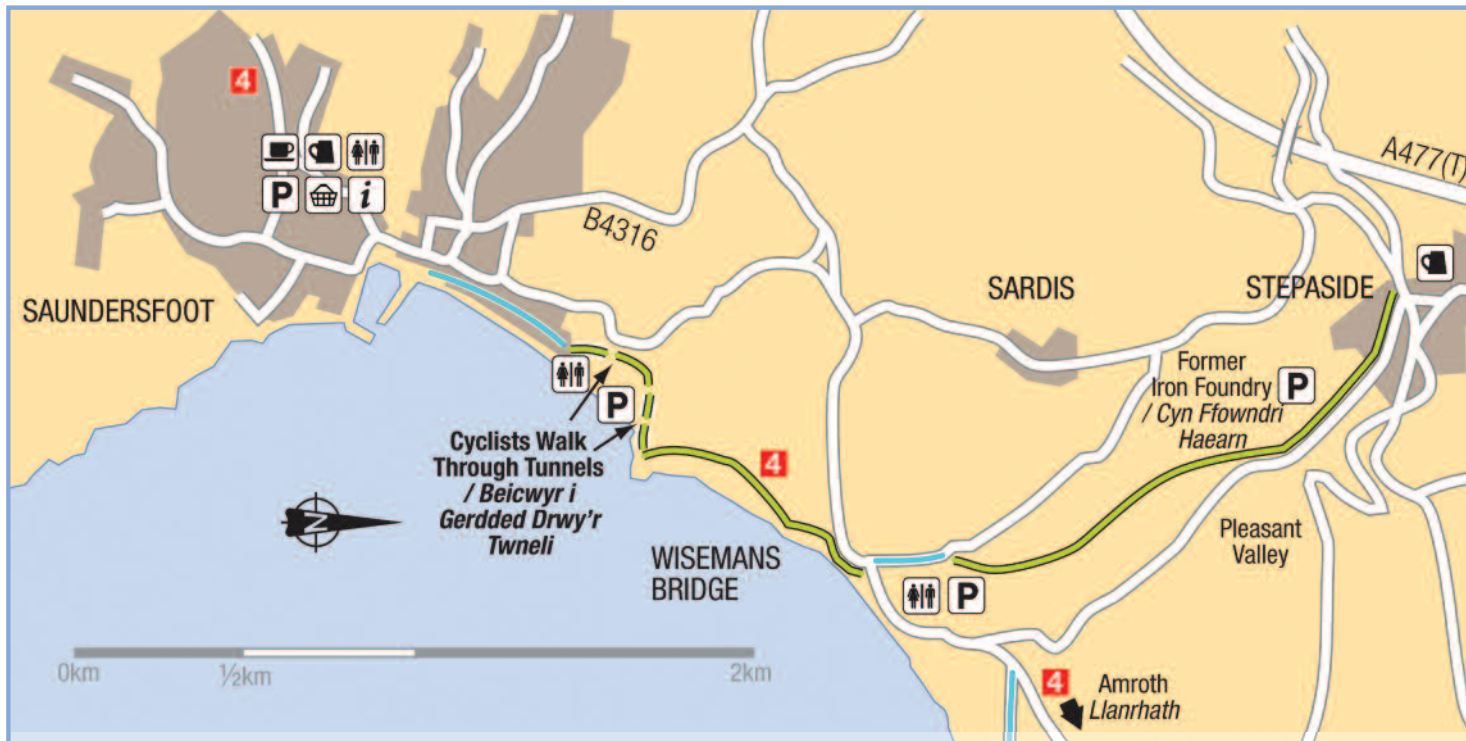 4
P
i
SAUNDERSFOOT
B4316
A477(T)
SARDIS
STEPASIDE
Former
Iron Foundry
/ Cyn Ffowndri
Haearn
P
P
Cyclists Walk
Through Tunnels
/ Beicwyr i
Gerdded Drwy'r
Twneli
4
N
WISEMANS
BRIDGE
P
Pleasant
Valley
0km
½km
2km
4
Amroth
Llanrhath